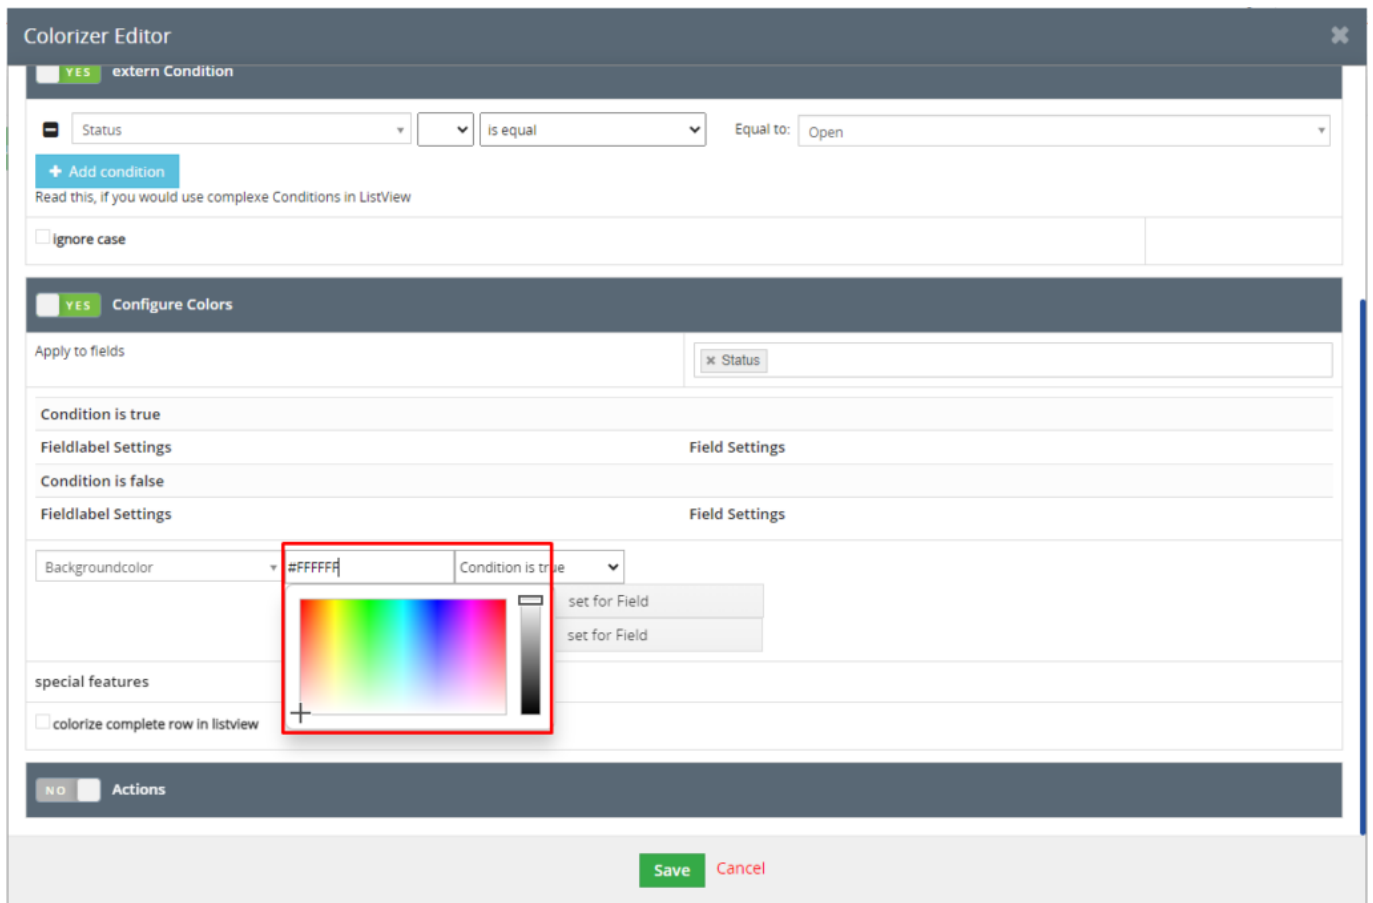 Colorizer Editor
YES extern Condition
Status is equal Equal to: Open
Add condition
Read this, if you would use complexe Conditions in ListView
ignore case
YES Configure Colors
Apply to fields Status
Condition is true
Fieldlabel Settings Field Settings
Condition is false
Fieldlabel Settings Field Settings
Backgroundcolor #FFFFFF Condition is true
set for Field
set for Field
special features
colorize complete row in listview
NO Actions
Save Cancel